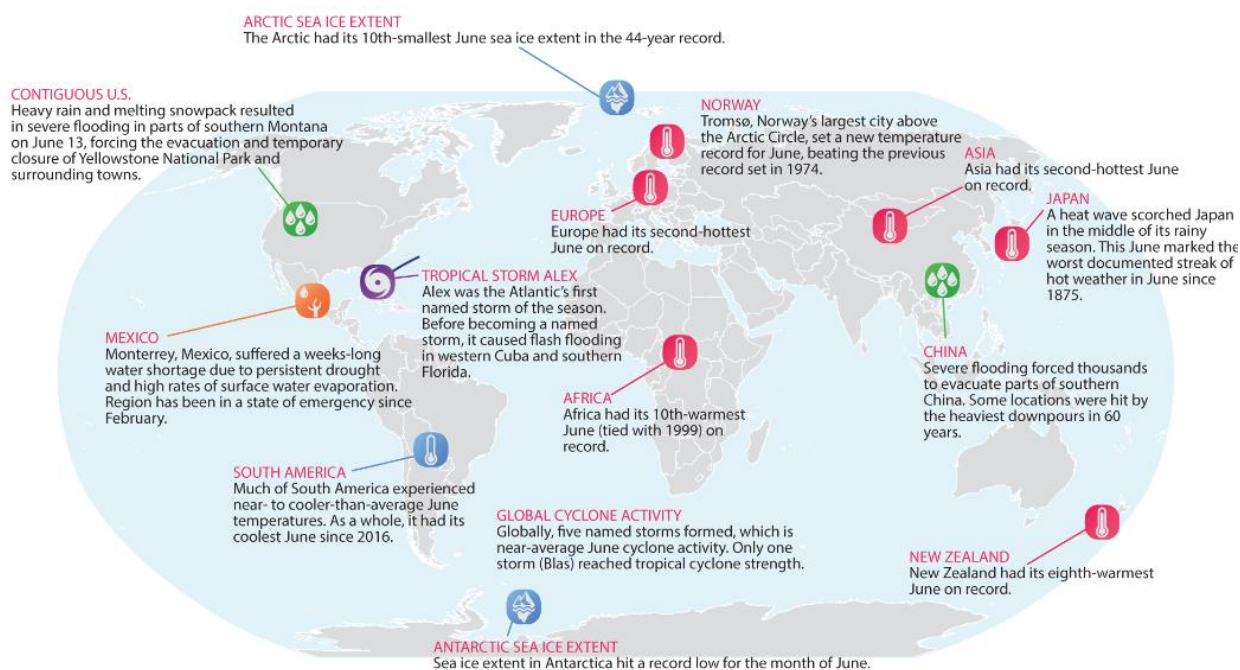 ARCTIC SEA ICE EXTENT
The Arctic had its 10th-smallest June sea ice extent in the 44-year record.
CONTIGUOUS U.S.
Heavy rain and melting snowpack resulted
in severe flooding in parts of southern Montana
on June 13, forcing the evacuation and temporary
closure of Yellowstone National Park and
surrounding towns.
NORWAY
Tromsø, Norway's largest city above
the Arctic Circle, set a new temperature
record for June, beating the previous
record set in 1974.
ASIA
Asia had its second-hottest June
on record.
JAPAN
A heat wave scorched Japan
in the middle of its rainy
season. This June marked the
worst documented streak of
hot weather in June since
1875.
EUROPE
Europe had its second-hottest
June on record.
TROPICAL STORM ALEX
Alex was the Atlantic's first
named storm of the season.
Before becoming a named
storm, it caused flash flooding
in western Cuba and southern
Florida.
MEXICO
Monterrey, Mexico, suffered a weeks-long
water shortage due to persistent drought
and high rates of surface water evaporation.
Region has been in a state of emergency since
February.
AFRICA
Africa had its 10th-warmest
June (tied with 1999) on
record.
CHINA
Severe flooding forced thousands
to evacuate parts of southern
China. Some locations were hit by
the heaviest downpours in 60
years.
SOUTH AMERICA
Much of South America experienced
near- to cooler-than-average June
temperatures. As a whole, it had its
coolest June since 2016.
GLOBAL CYCLONE ACTIVITY
Globally, five named storms formed, which is
near-average June cyclone activity. Only one
storm (Blas) reached tropical cyclone strength.
NEW ZEALAND
New Zealand had its eighth-warmest
June on record.
ANTARCTIC SEA ICE EXTENT
Sea ice extent in Antarctica hit a record low for the month of June.